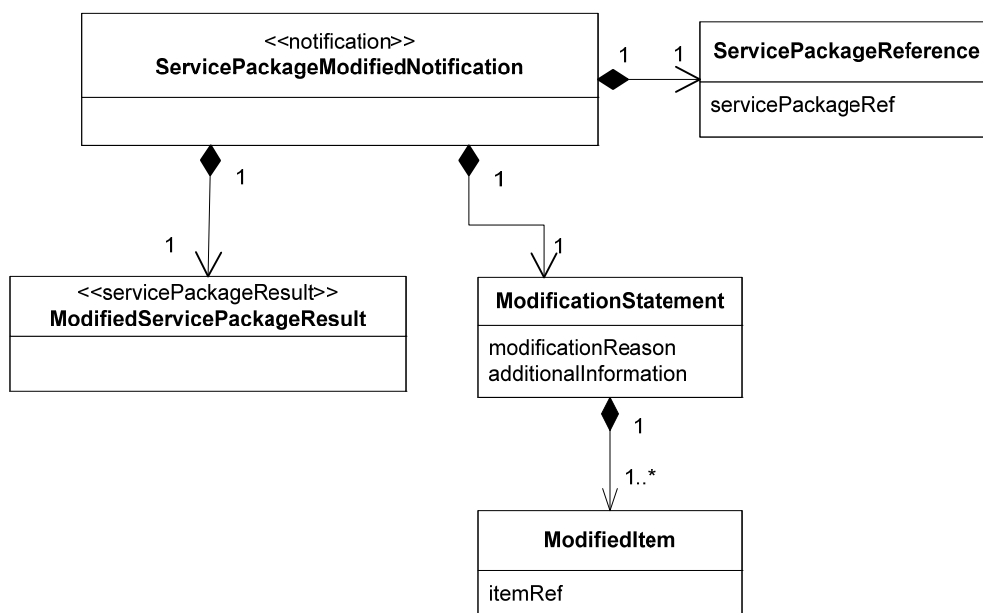 <<notification>>
ServicePackageModifiedNotification
1
1
ServicePackageReference
servicePackageRef
1
1
1
1
<<servicePackageResult>>
ModifiedServicePackageResult
ModificationStatement
modificationReason
additionalInformation
1
1..*
ModifiedItem
itemRef